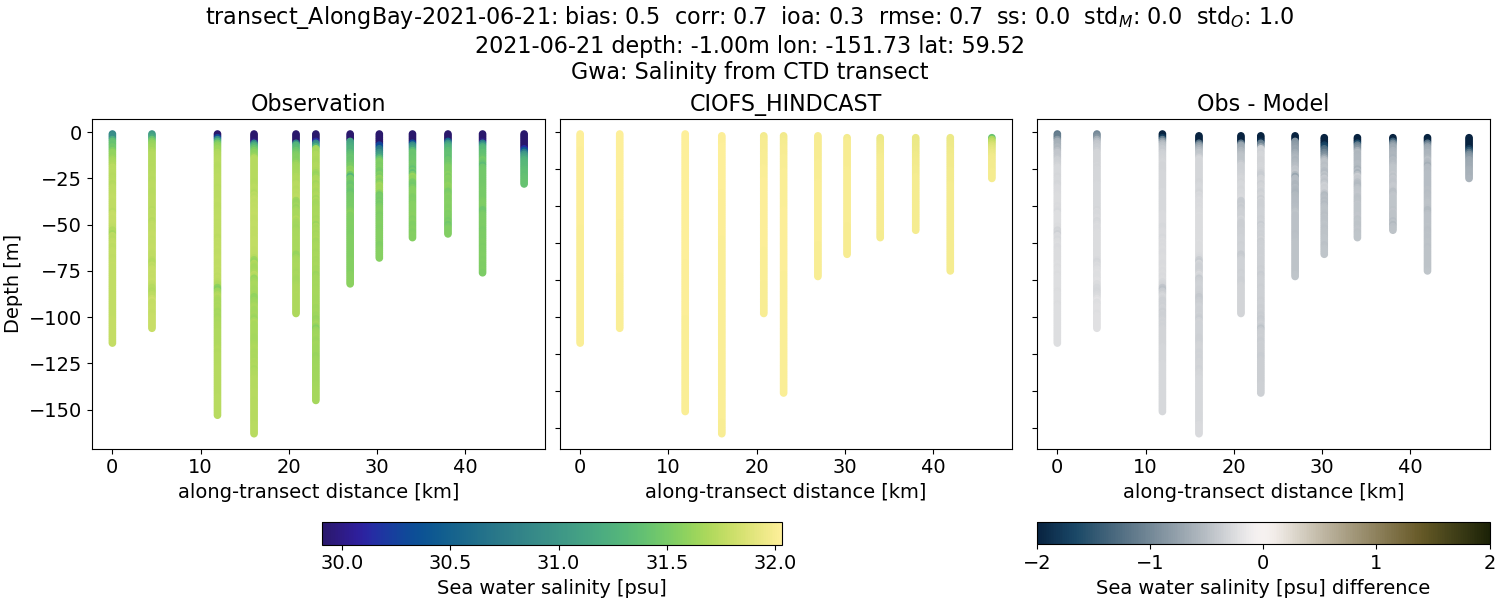 transect_AlongBay-2021-06-21: bias: 0.5 corr: 0.7 ioa: 0.3 rmse: 0.7 ss: 0.0 std_M: 0.0 std_O: 1.0
2021-06-21 depth: -1.00m lon: -151.73 lat: 59.52
Gwa: Salinity from CTD transect
Observation
CIOFS_HINDCAST
Obs - Model
Depth [m]
0
−25
−50
−75
−100
−125
−150
0 10 20 30 40
0 10 20 30 40
0 10 20 30 40
along-transect distance [km]
along-transect distance [km]
along-transect distance [km]
30.0 30.5 31.0 31.5 32.0
Sea water salinity [psu]
−2 −1 0 1 2
Sea water salinity [psu] difference